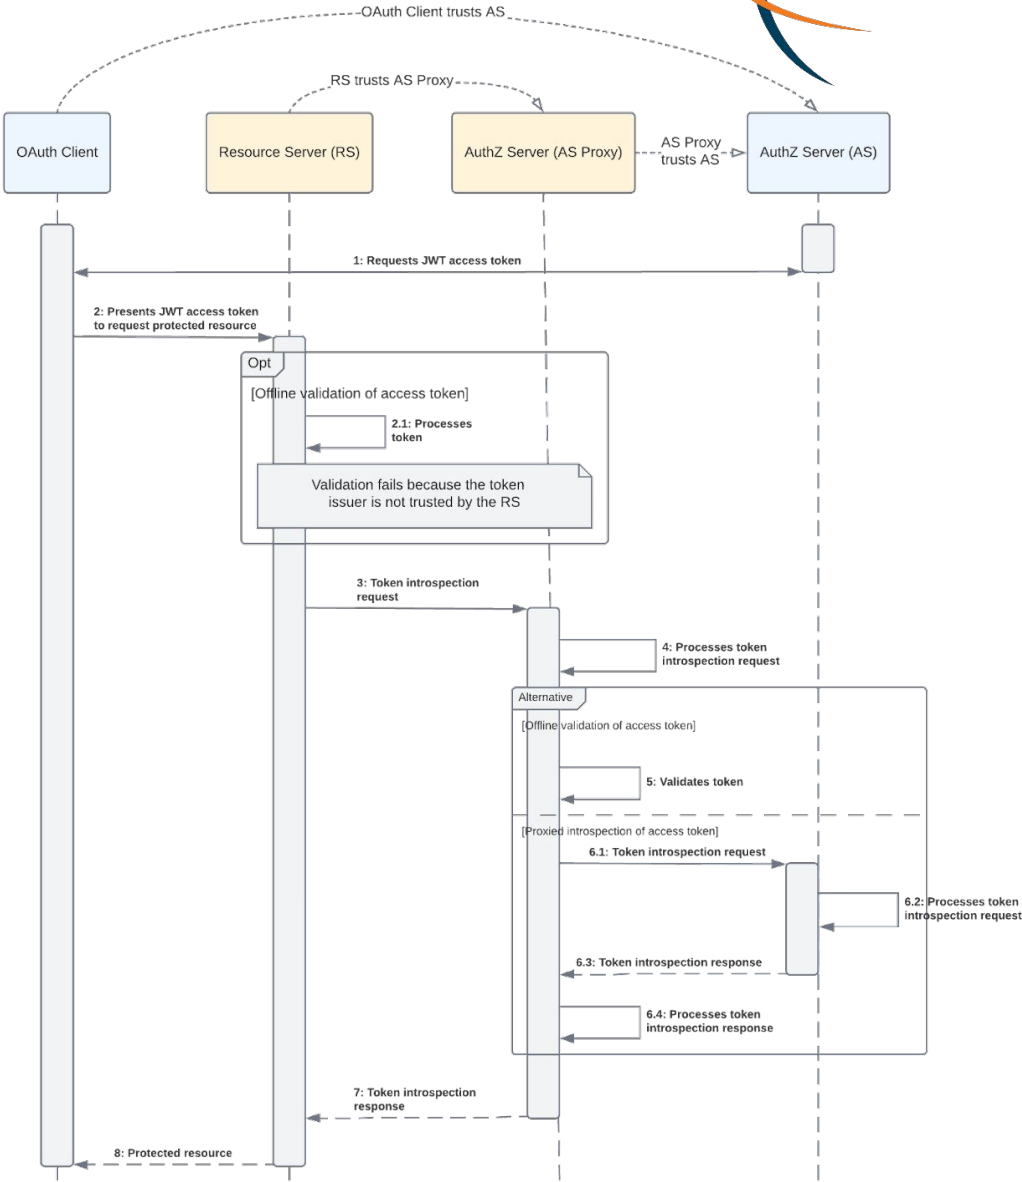 OAuth Client trusts AS
RS trusts AS Proxy
OAuth Client
Resource Server (RS)
AuthZ Server (AS Proxy)
AS Proxy
trusts AS
AuthZ Server (AS)
1: Requests JWT access token
2: Presents JWT access token
to request protected resource
Opt
[Offline validation of access token]
2.1: Processes
token
Validation fails because the token
issuer is not trusted by the RS
3: Token introspection
request
4: Processes token
introspection request
Alternative
[Offline validation of access token]
5: Validates token
[Proxied introspection of access token]
6.1: Token introspection request
6.2: Processes token
introspection request
6.3: Token introspection response
6.4: Processes token
introspection response
7: Token introspection
response
8: Protected resource